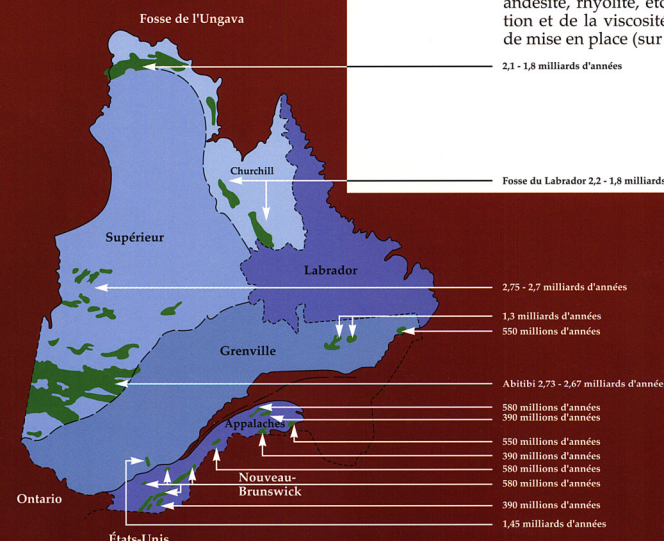 andésite, rhyolite, etc
tion et de la viscosité
de mise en place (sur
Fosse de l'Ungava
2,1 - 1,8 milliards d'années
Churchill
Fosse du Labrador 2,2 - 1,8 milliards
Supérieur
Labrador
2,75 - 2,7 milliards d'années
1,3 milliards d'années
550 millions d'années
Grenville
Abitibi 2,73 - 2,67 milliards d'année
580 millions d'années
390 millions d'années
Appalaches
550 millions d'années
390 millions d'années
580 millions d'années
Nouveau-
Brunswick
580 millions d'années
Ontario
390 millions d'années
1,45 milliards d'années
États-Unis